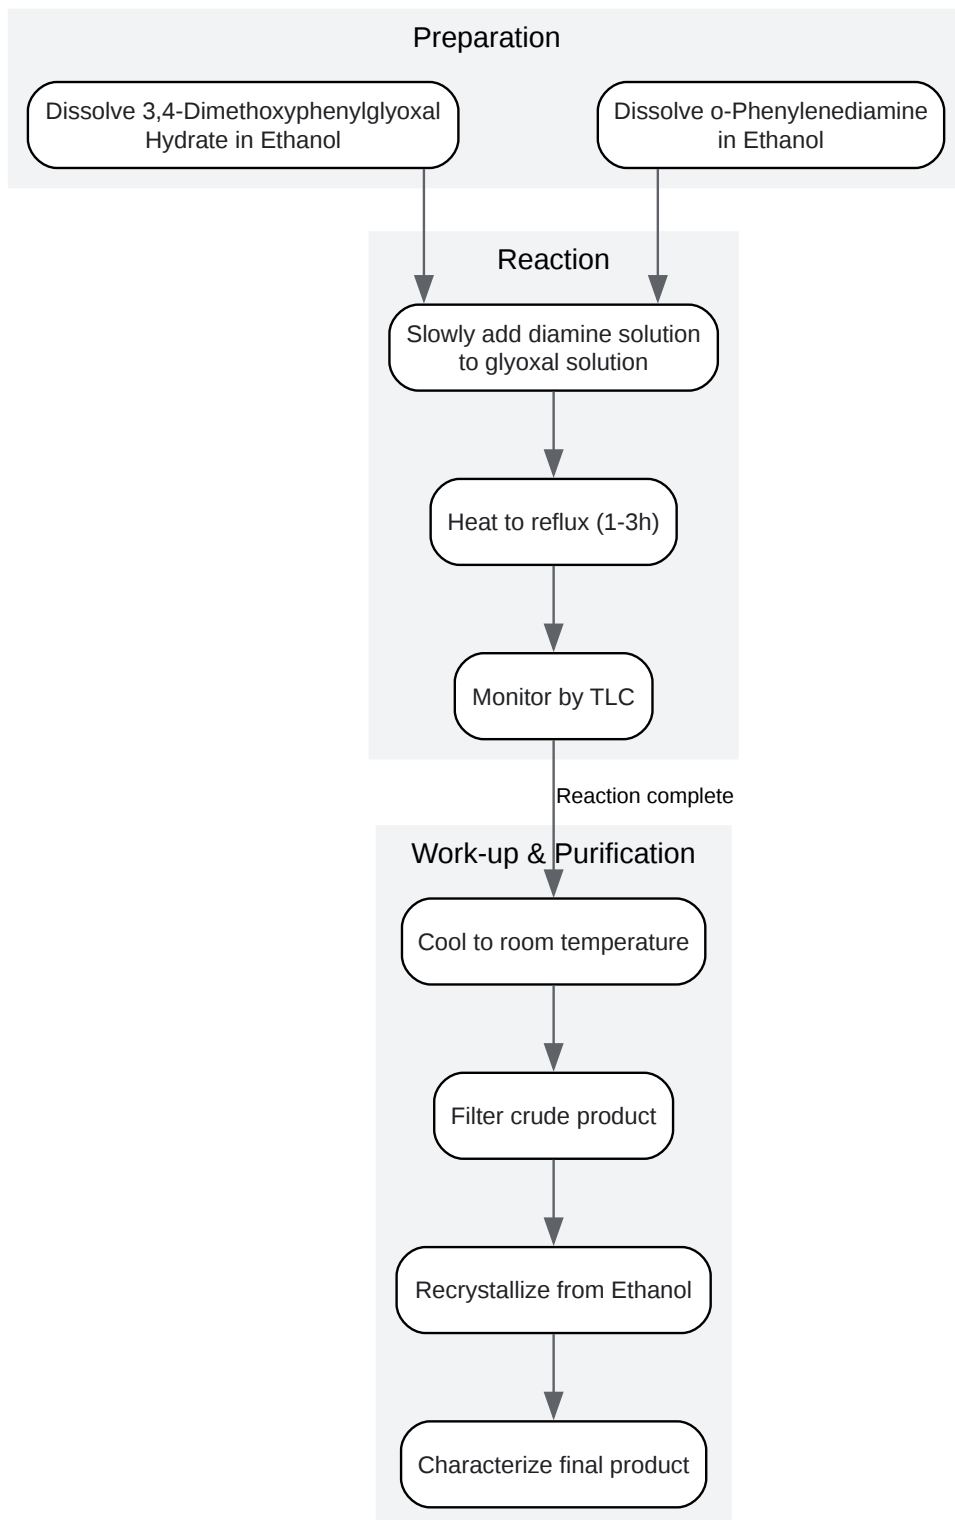 Preparation
Dissolve 3,4-Dimethoxyphenylglyoxal
Hydrate in Ethanol
Dissolve o-Phenylenediamine
in Ethanol
Reaction
Slowly add diamine solution
to glyoxal solution
Heat to reflux (1-3h)
Monitor by TLC
Reaction complete
Work-up & Purification
Cool to room temperature
Filter crude product
Recrystallize from Ethanol
Characterize final product